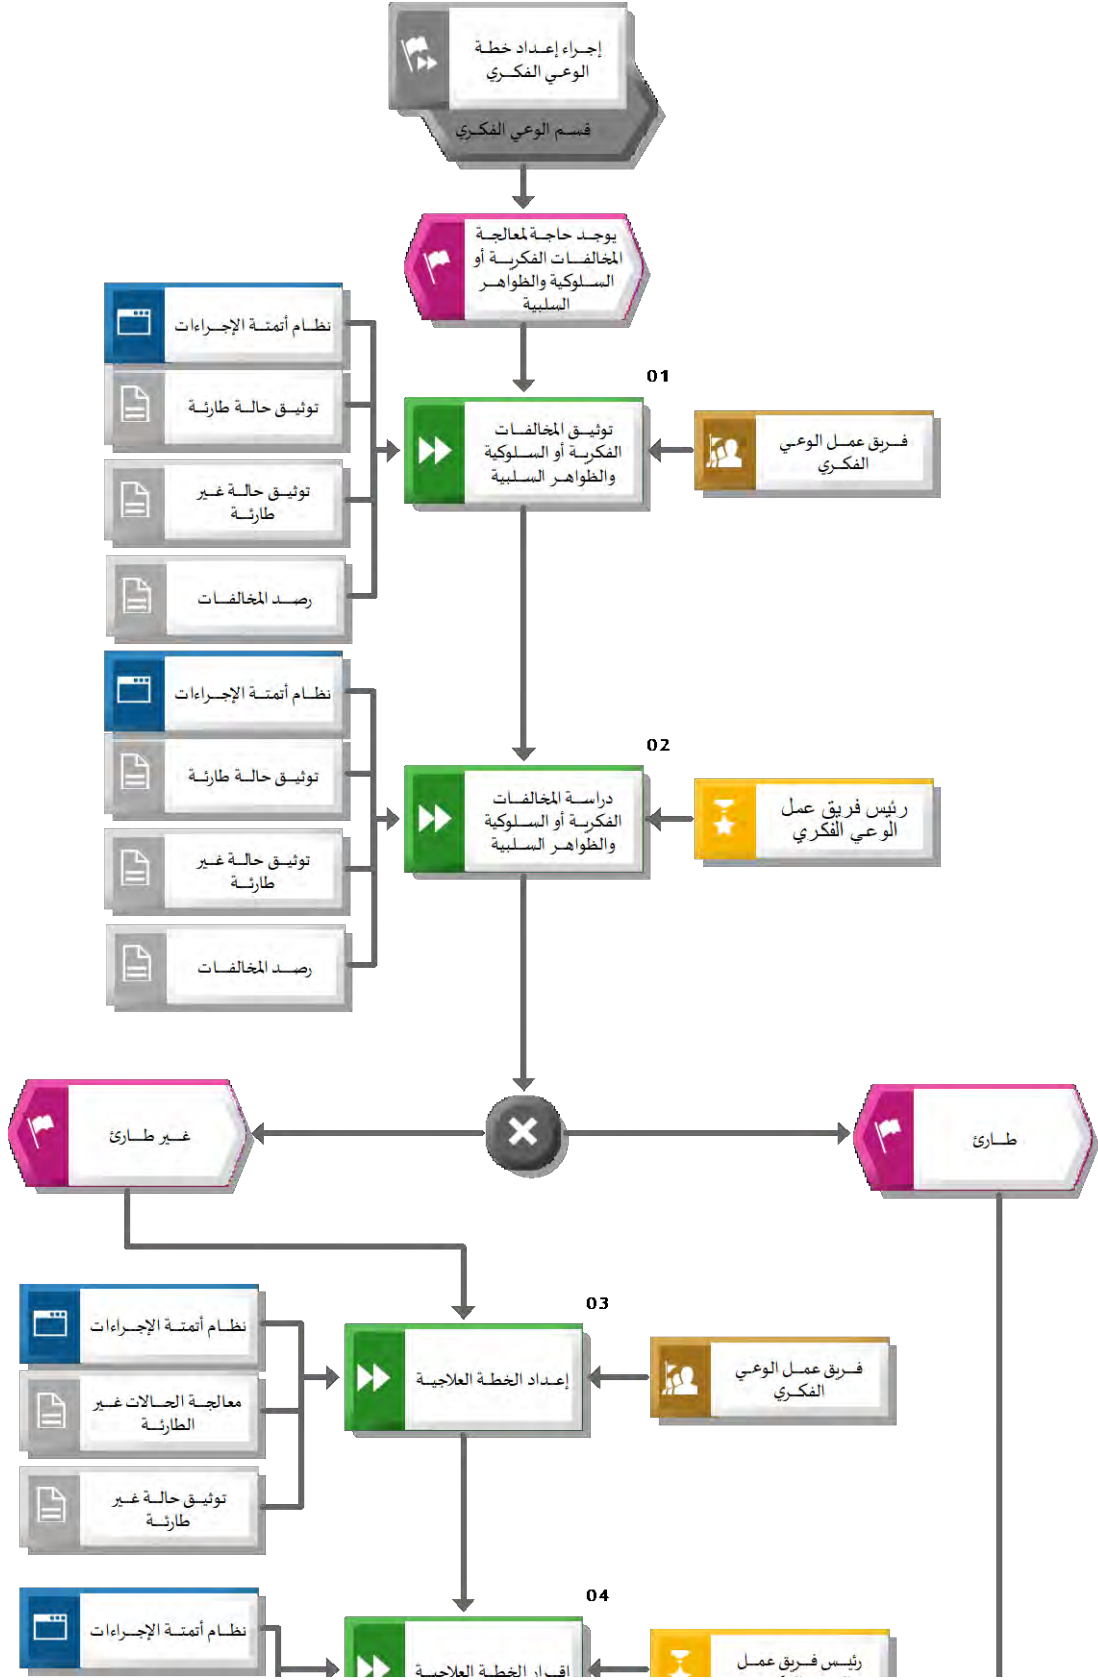 إجراء إعداد خطة
الوعي الفكري
قسم الوعي الفكري
يوجد حاجة لمعالجة
المخالفات الفكرية أو
السلوكية والظواهر
السلبية
نظام أتمتة الإجراءات
توثيق حالة طارئة
توثيق حالة غير
طارئة
رصد المخالفات
01
توثيق المخالفات
الفكرية أو السلوكية
والظواهر السلبية
فريق عمل الوعي
الفكري
نظام أتمتة الإجراءات
توثيق حالة طارئة
توثيق حالة غير
طارئة
رصد المخالفات
02
دراسة المخالفات
الفكرية أو السلوكية
والظواهر السلبية
رئيس فريق عمل
الوعي الفكري
طارئ
غير طارئ
03
إعداد الخطة العلاجية
فريق عمل الوعي
الفكري
نظام أتمتة الإجراءات
معالجة الحالات غير
الطارئة
توثيق حالة غير
طارئة
04
إقرار الخطة العلاجية
رئيس فريق عمل
نظام أتمتة الإجراءات